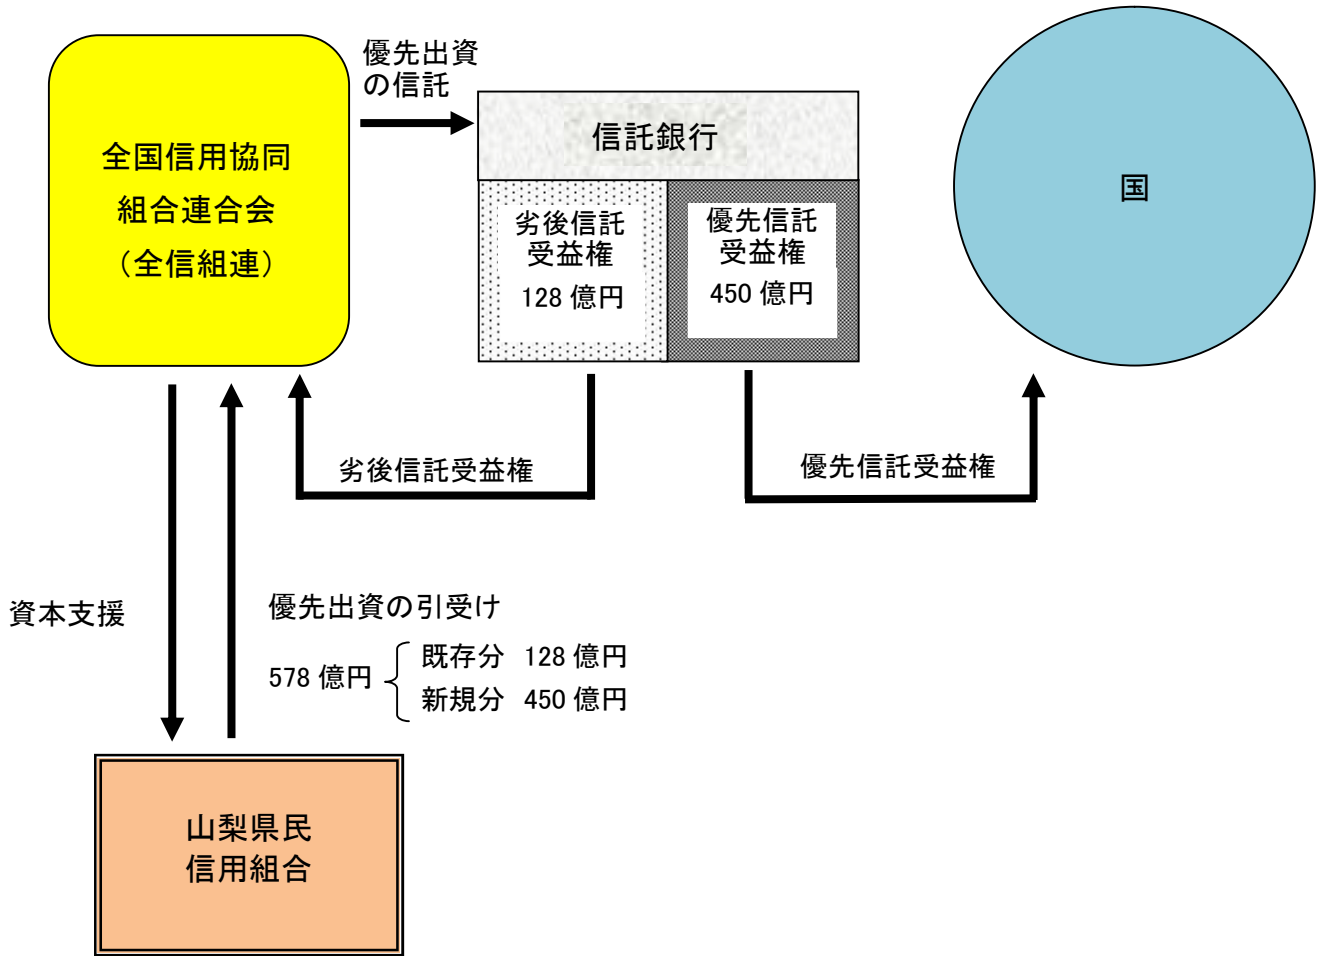 優先出資
の信託
全国信用協同
組合連合会
（全信組連）
信託銀行
劣後信託
受益権
128 億円
優先信託
受益権
450 億円
国
劣後信託受益権
優先信託受益権
資本支援
優先出資の引受け
578 億円
既存分 128 億円
新規分 450 億円
山梨県民
信用組合